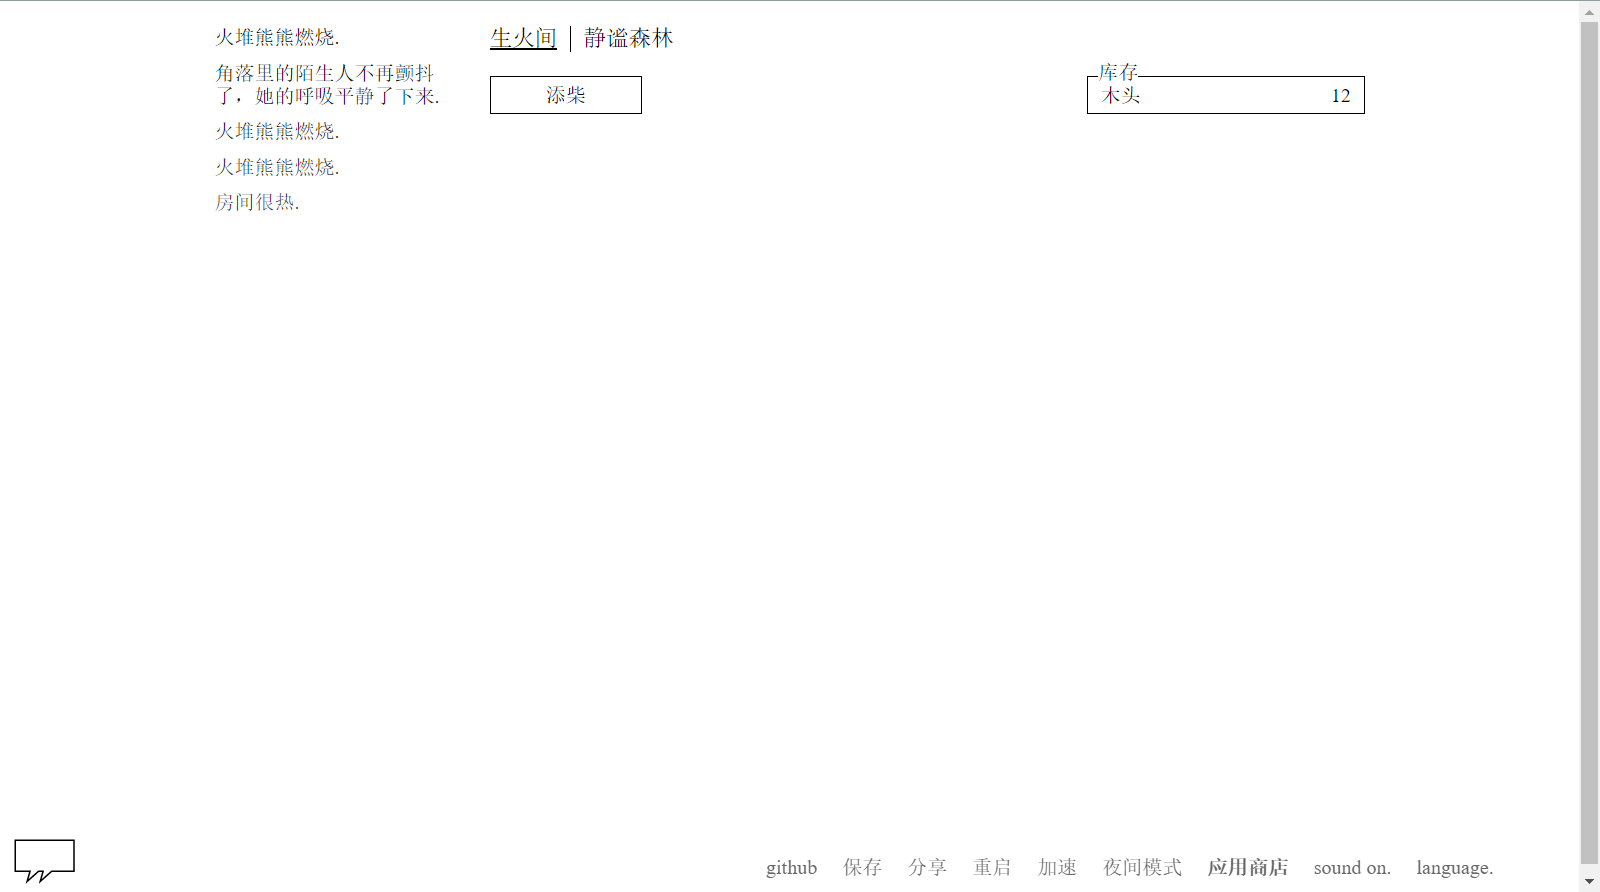 火堆熊熊燃烧.
角落里的陌生人不再颤抖
了，她的呼吸平静了下来.
火堆熊熊燃烧.
火堆熊熊燃烧.
房间很热.
生火间 | 静谧森林
添柴
库存
木头 12
github 保存 分享 重启 加速 夜间模式 应用商店 sound on. language.